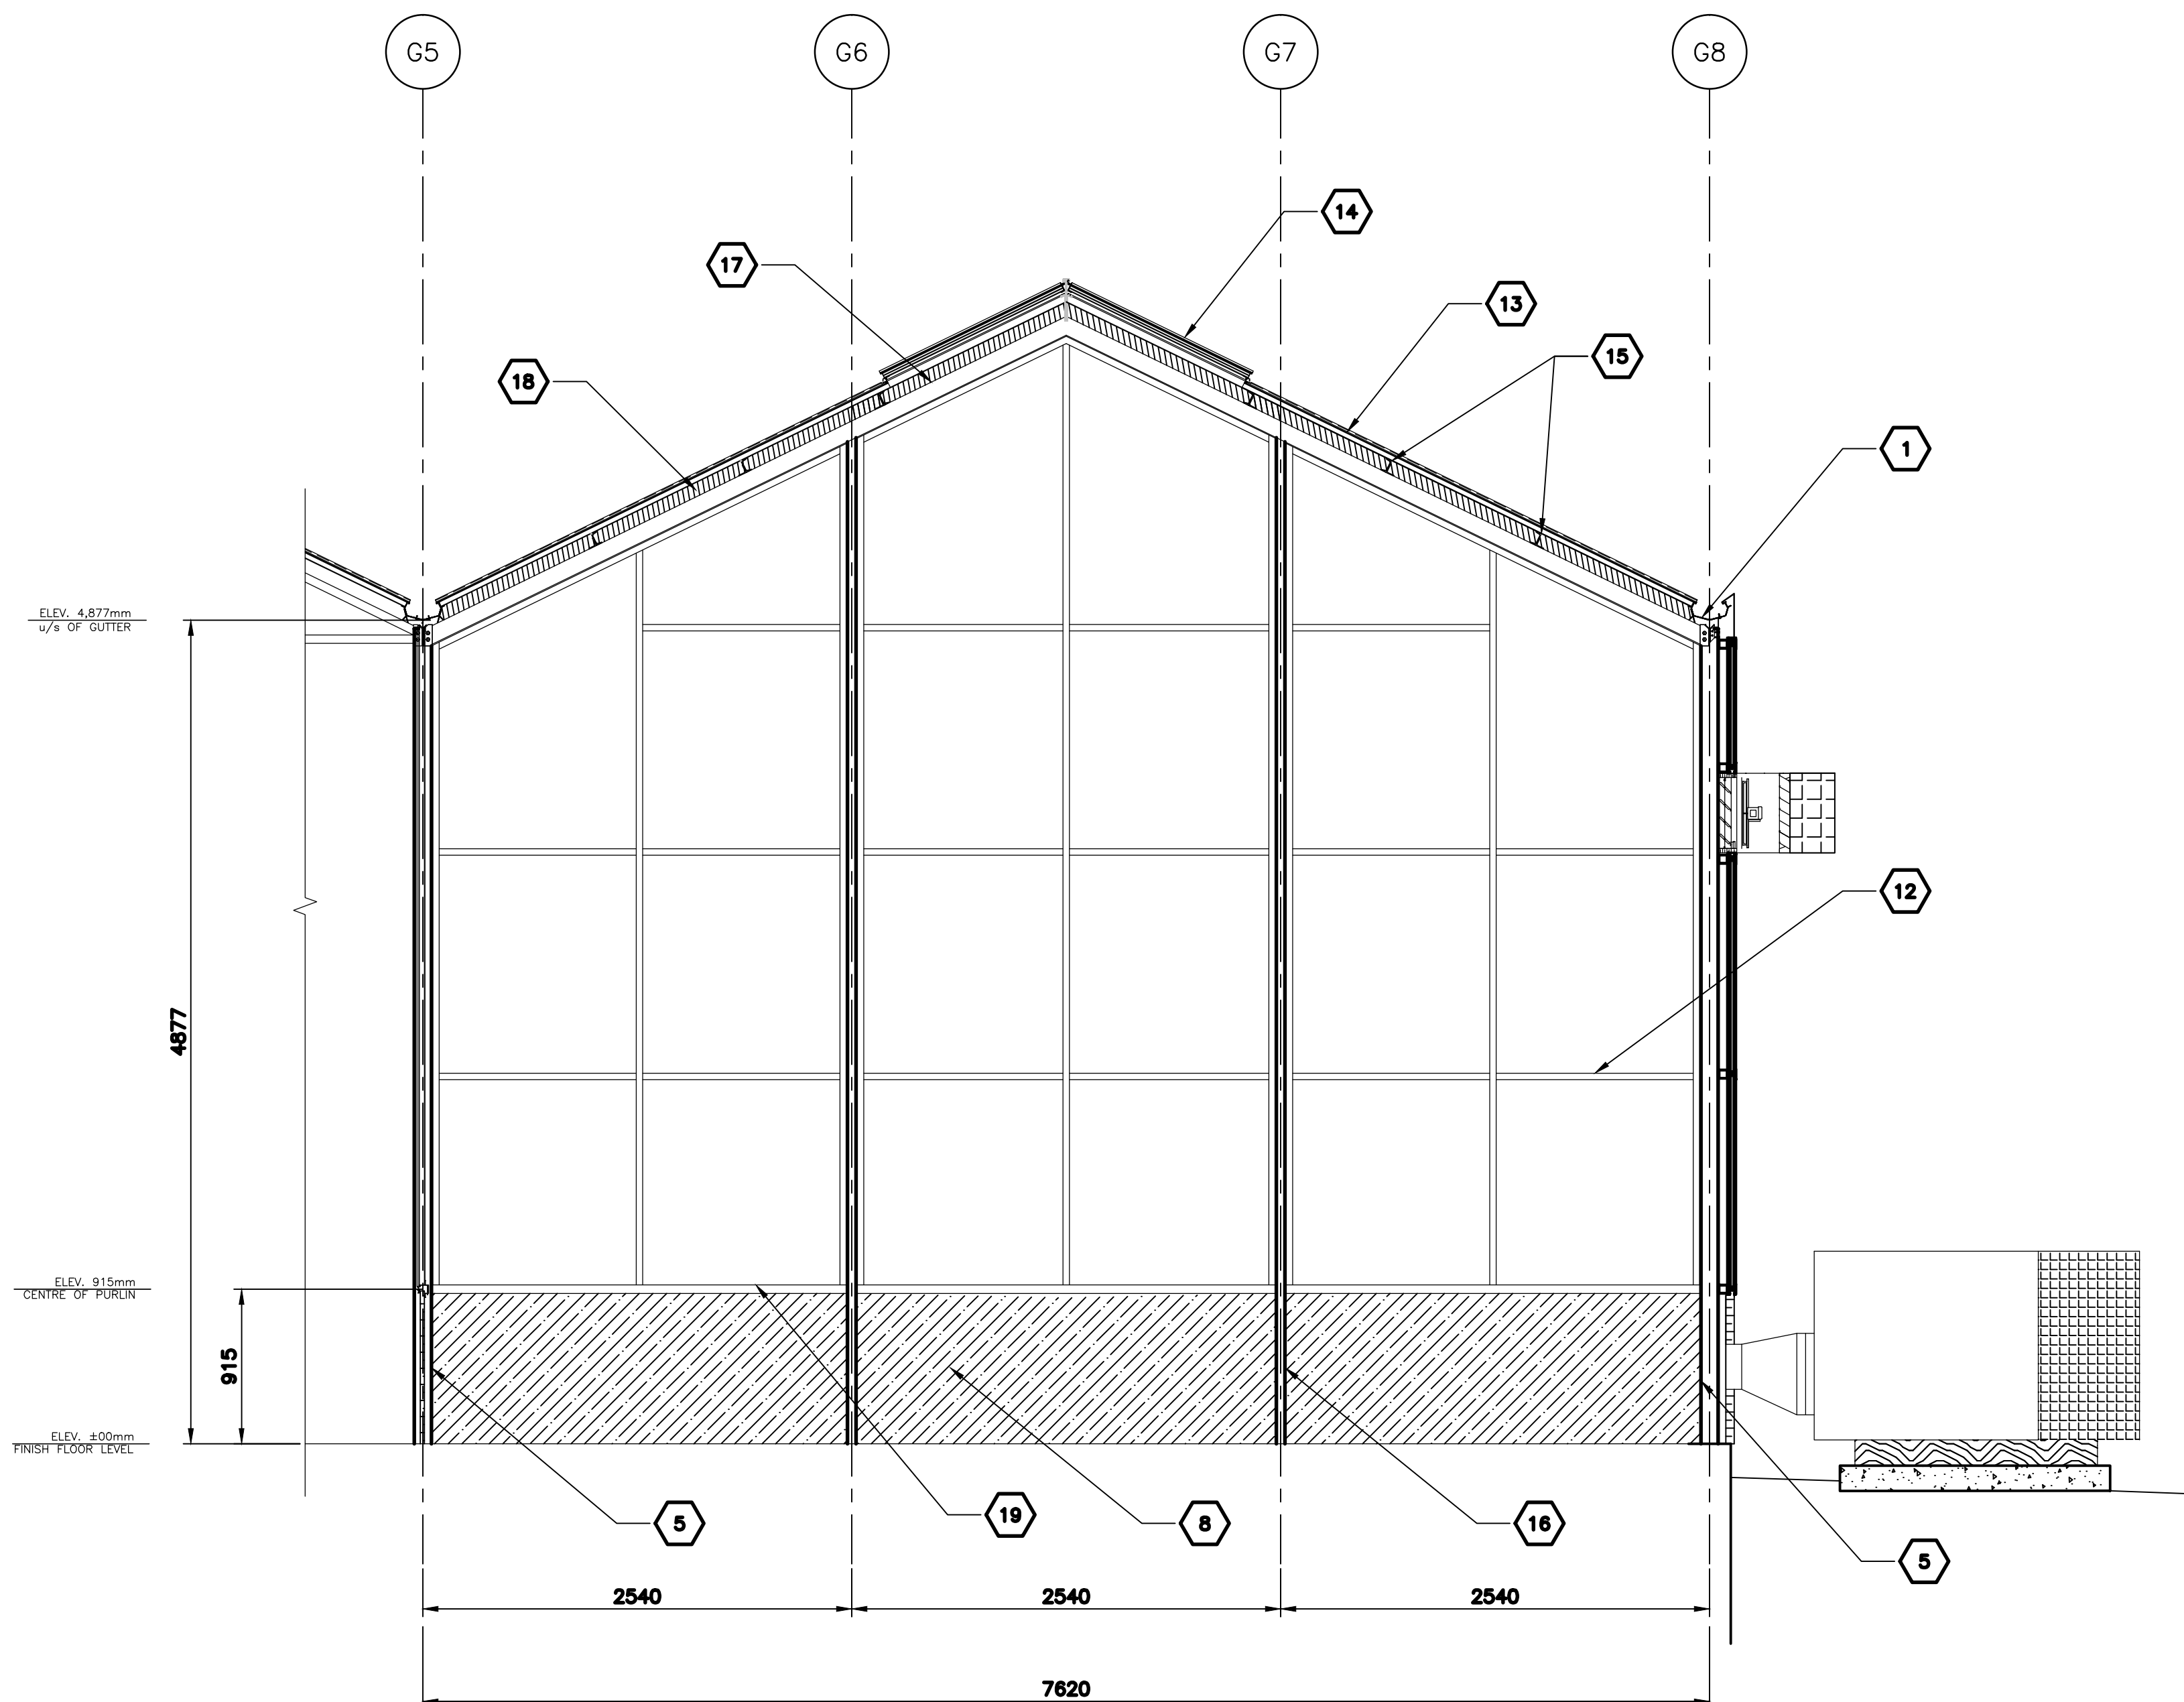 G5
G6
G7
G8
14
17
13
15
18
1
ELEV. 4,877mm
u/s OF GUTTER
12
4877
ELEV. 915mm
CENTRE OF PURLIN
915
ELEV. ±00mm
FINISH FLOOR LEVEL
5
19
8
16
5
2540
2540
2540
7620